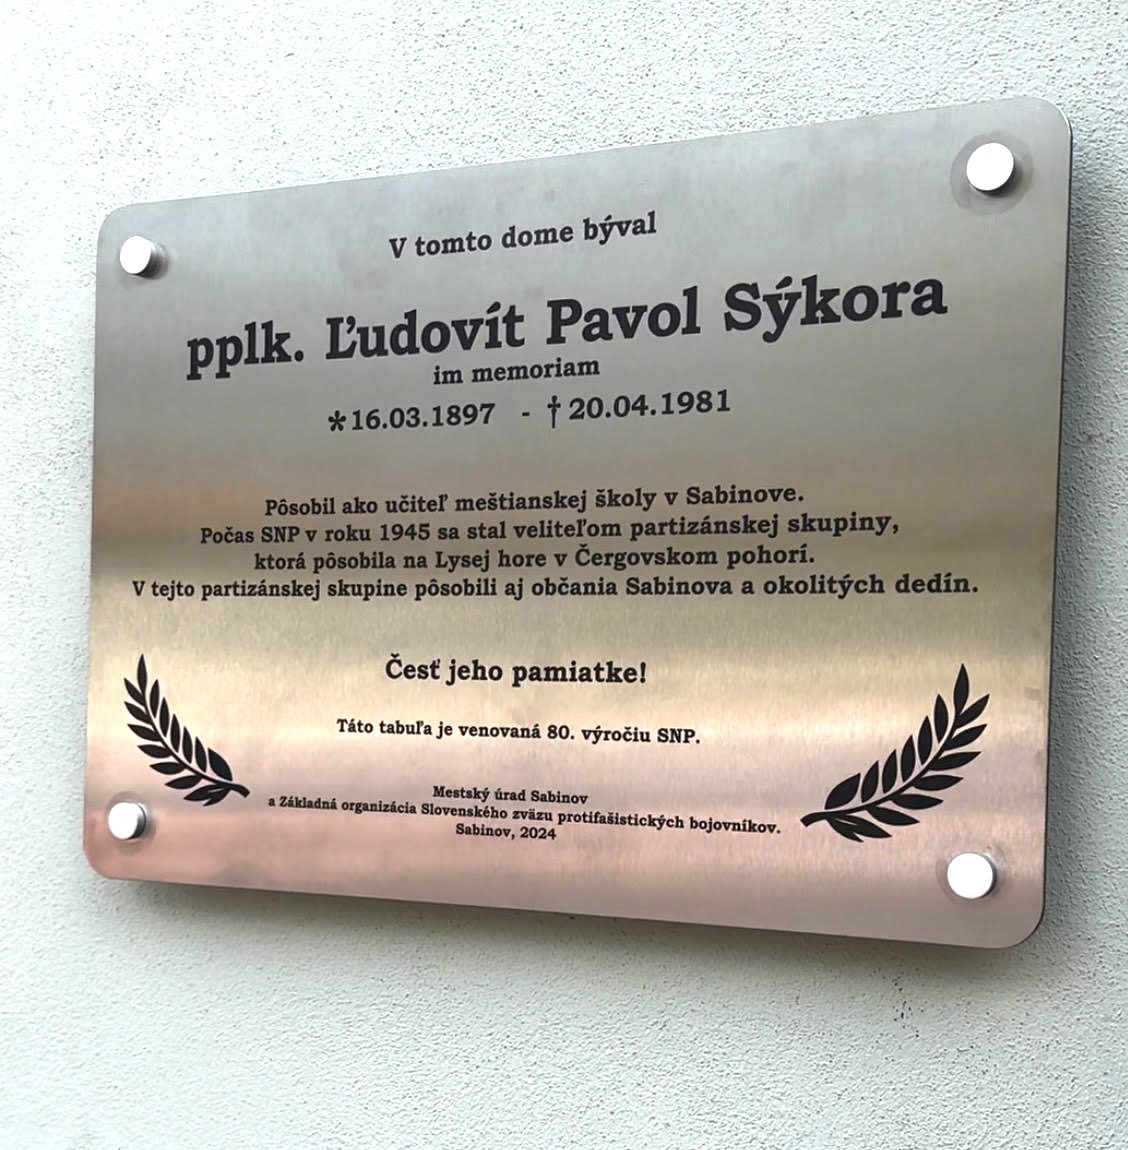 V tomto dome býval
pplk. Ľudovít Pavol Sýkora
im memoriam
*16.03.1897 - †20.04.1981
Pôsobil ako učiteľ meštianskej školy v Sabinove.
Počas SNP v roku 1945 sa stal veliteľom partizánskej skupiny,
ktorá pôsobila na Lysej hore v Čergovskom pohorí.
V tejto partizánskej skupine pôsobili aj občania Sabinova a okolitých dedín.
Česť jeho pamiatke!
Táto tabuľa je venovaná 80. výročiu SNP.
Mestský úrad Sabinov
a Základná organizácia Slovenského zväzu protifašistických bojovníkov.
Sabinov, 2024